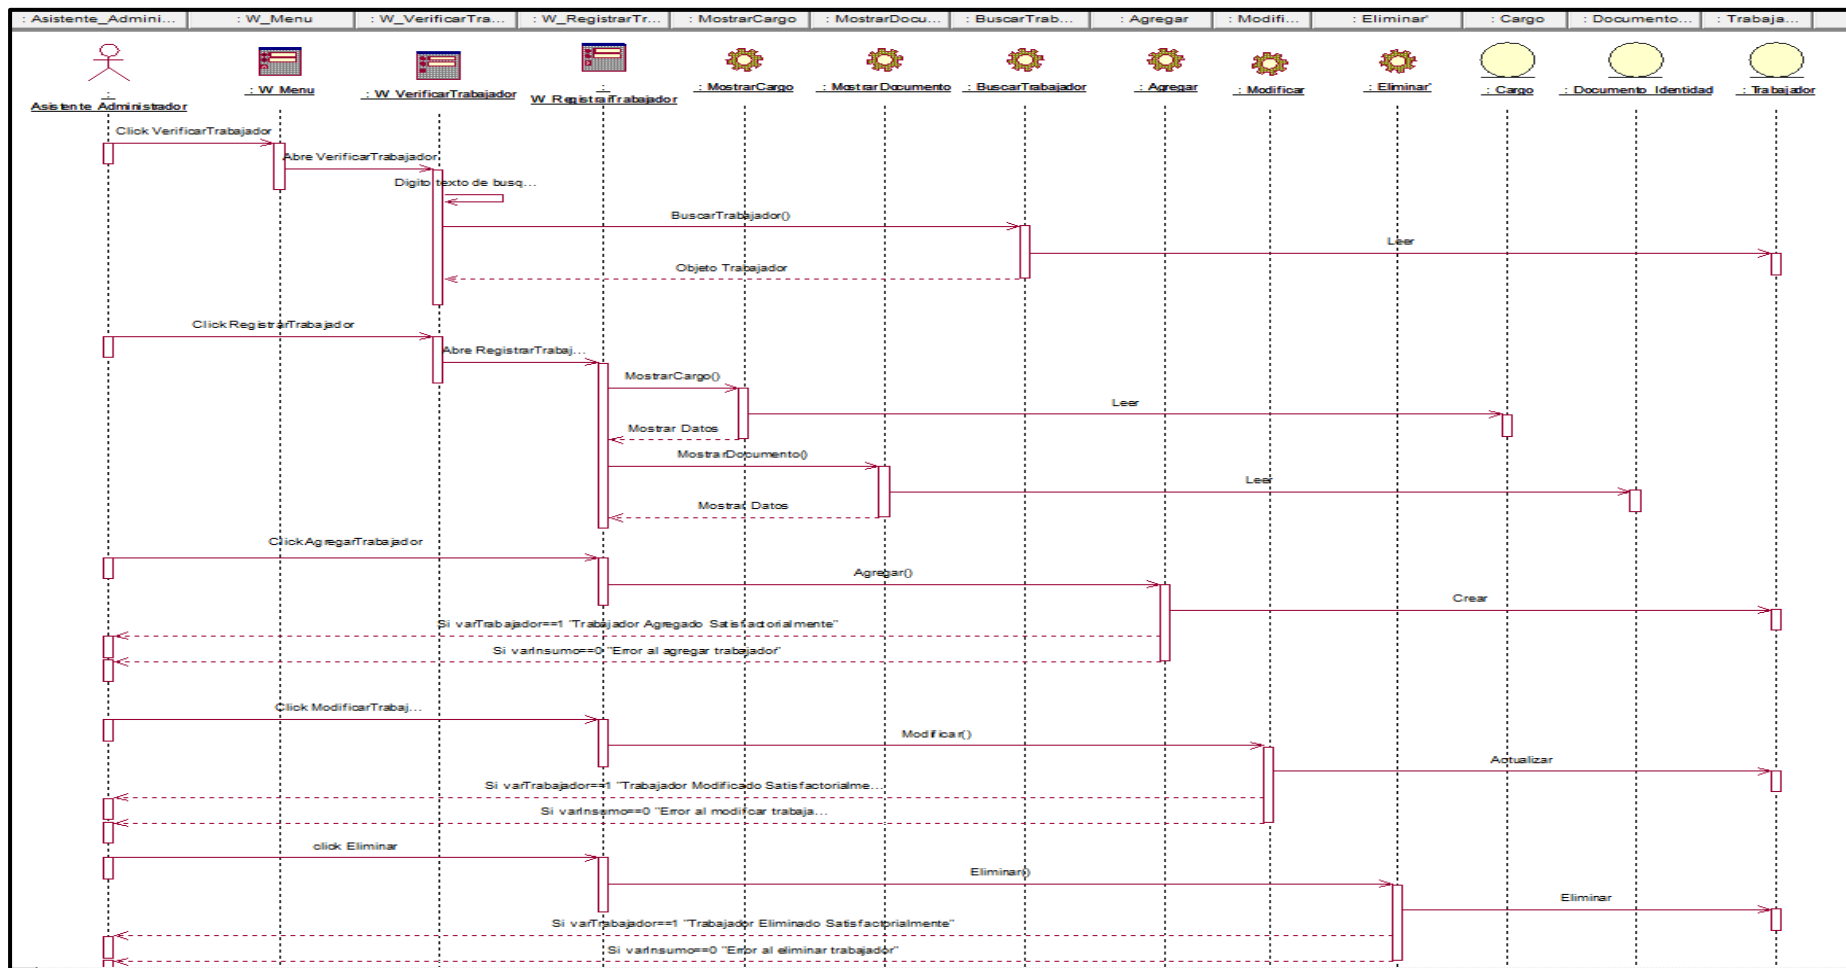 : Asistente_Admini...
: W_Menu
: W_VerificarTra...
: W_RegistrarTr...
: MostrarCargo
: MostrarDocu...
: BuscarTrab...
: Agregar
: Modifi...
: Eliminar'
: Cargo
: Documento...
: Trabaja...
: Asistente_Administrador
: W_Menu
: W_VerificarTrabajador
: W_RegistrarTrabajador
: MostrarCargo
: MostrarDocumento
: BuscarTrabajador
: Agregar
: Modificar
: Eliminar'
: Cargo
: Documento_Identidad
: Trabajador
Click VerificarTrabajador
Abre VerificarTrabajador
Digito texto de busq...
BuscarTrabajador()
Leer
Objeto Trabajador
Click RegistrarTrabajador
Abre RegistrarTrabaj...
MostrarCargo()
Leer
Mostrar Datos
MostrarDocumento()
Leer
Mostrar Datos
Click AgregarTrabajador
Agregar()
Crear
Si varTrabajador==1 "Trabajador Agregado Satisfactorialmente"
Si varInsumo==0 "Error al agregar trabajador"
Click ModificarTrabaj...
Modificar()
Actualizar
Si varTrabajador==1 "Trabajador Modificado Satisfactorialme...
Si varInsumo==0 "Error al modificar trabaja...
click Eliminar
Eliminar()
Eliminar
Si varTrabajador==1 "Trabajador Eliminado Satisfactorialmente"
Si varInsumo==0 "Error al eliminar trabajador"